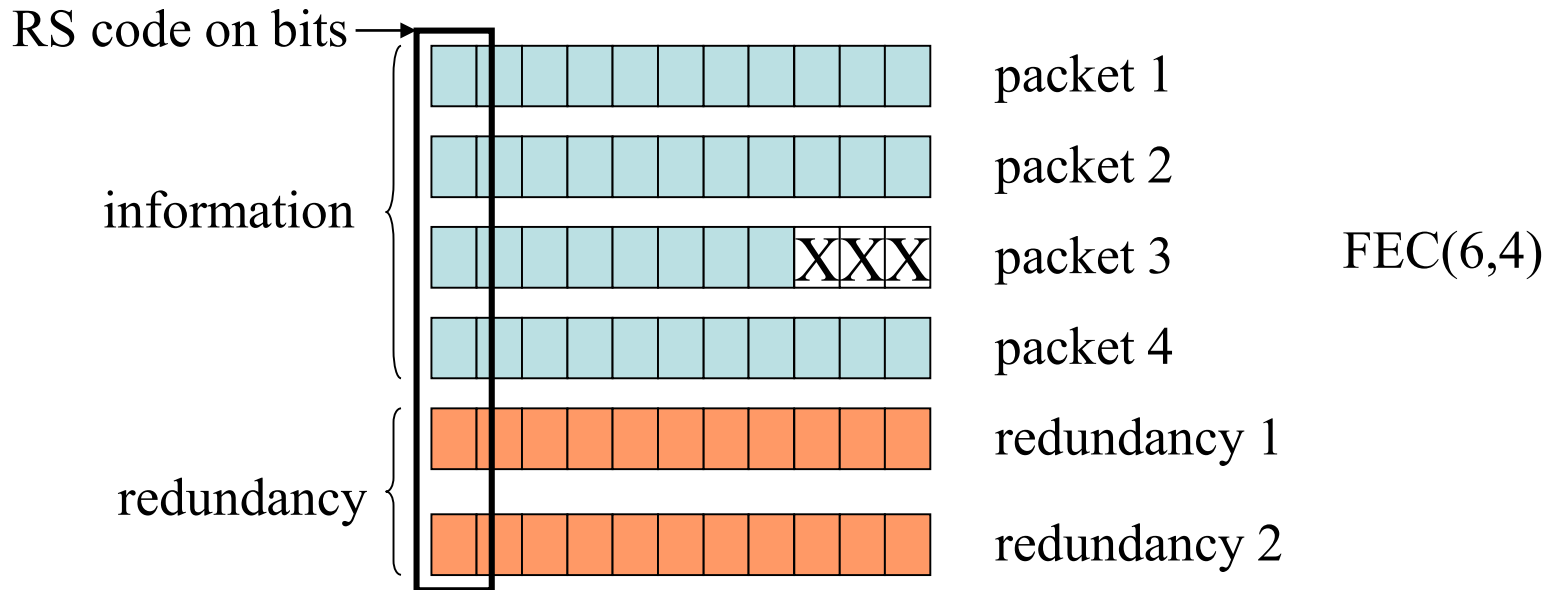 RS code on bits
packet 1
packet 2
information
XXX
packet 3
FEC(6,4)
packet 4
redundancy 1
redundancy
redundancy 2